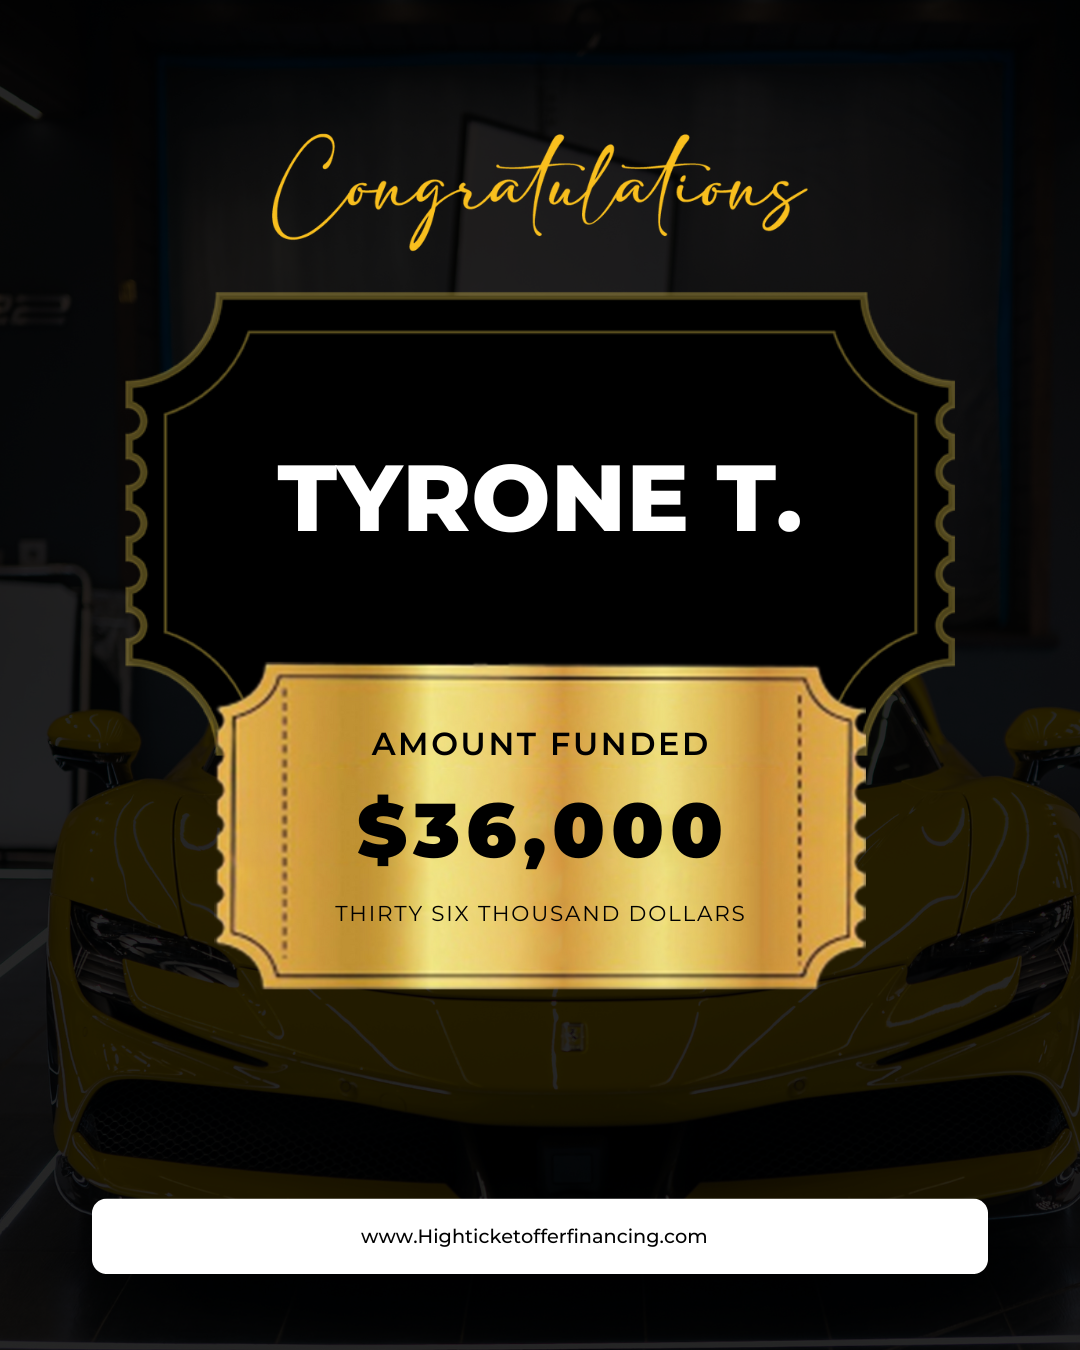 Congratulations
TYRONE T.
AMOUNT FUNDED
$36,000
THIRTY SIX THOUSAND DOLLARS
www.Highticketofferfinancing.com